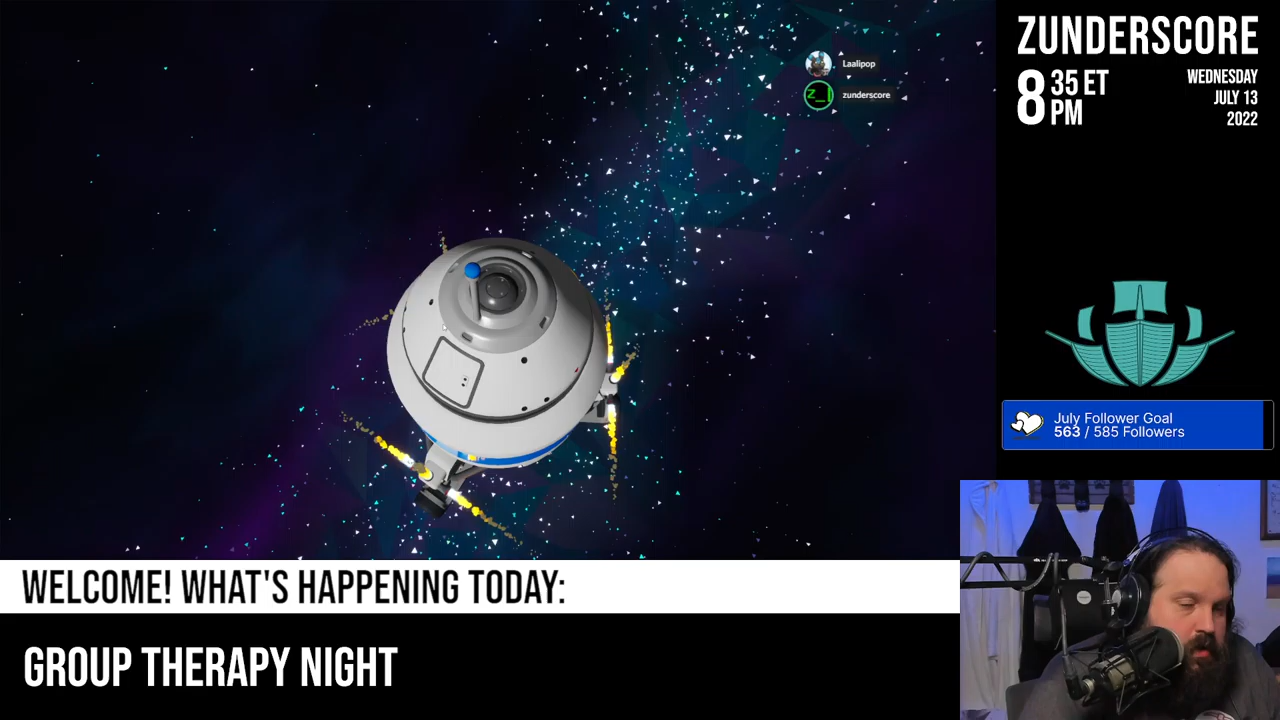 Laalipop
zunderscore
ZUNDERSCORE
8 35 ET
PM
WEDNESDAY
JULY 13
2022
July Follower Goal
563 / 585 Followers
WELCOME! WHAT'S HAPPENING TODAY:
GROUP THERAPY NIGHT